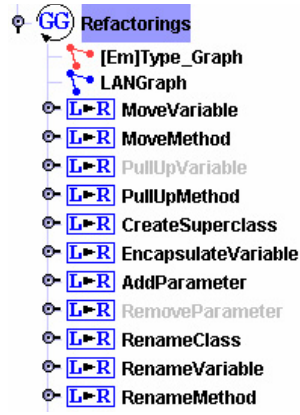 GG Refactorings
[Em]Type_Graph
LANGraph
L►R MoveVariable
L►R MoveMethod
L►R PullUpVariable
L►R PullUpMethod
L►R CreateSuperclass
L►R EncapsulateVariable
L►R AddParameter
L►R RemoveParameter
L►R RenameClass
L►R RenameVariable
L►R RenameMethod